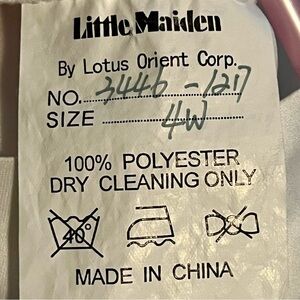 Little Maiden
By Lotus Orient Corp.
NO. 3446-1217
SIZE 4W
100% POLYESTER
DRY CLEANING ONLY
40°
MADE IN CHINA